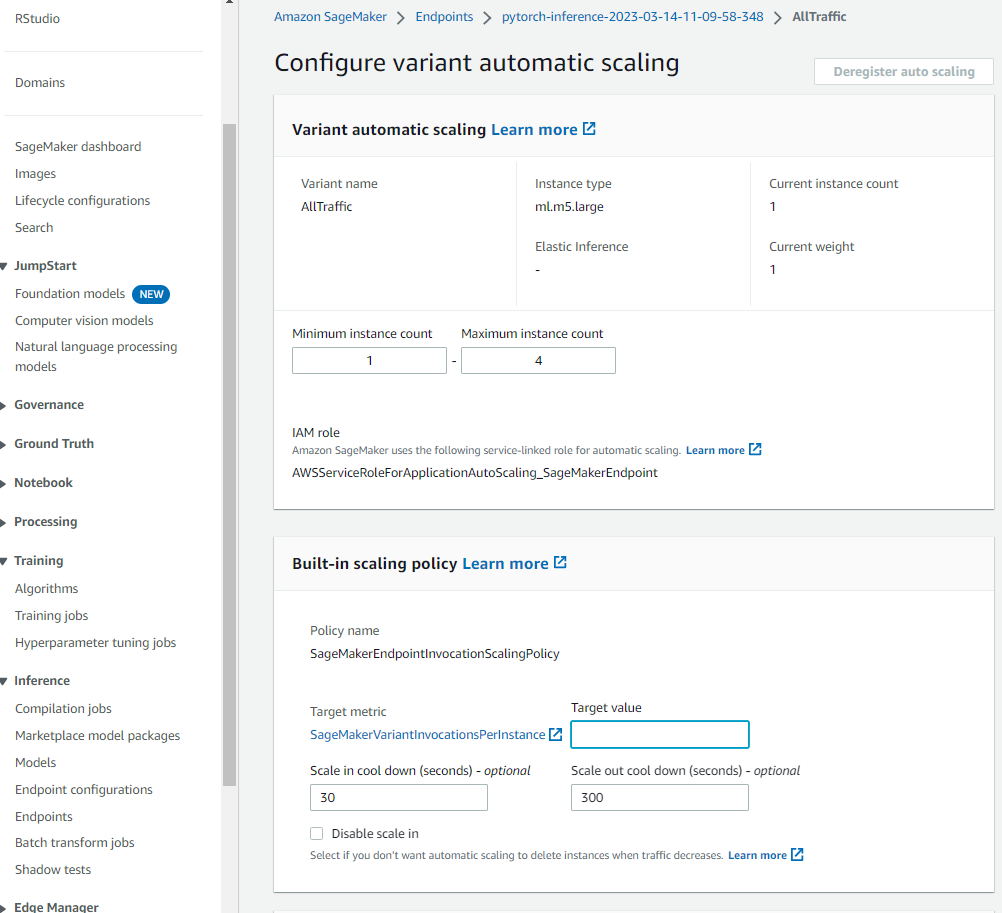 RStudio
Domains
SageMaker dashboard
Images
Lifecycle configurations
Search
JumpStart
Foundation models NEW
Computer vision models
Natural language processing
models
Governance
Ground Truth
Notebook
Processing
Training
Algorithms
Training jobs
Hyperparameter tuning jobs
Inference
Compilation jobs
Marketplace model packages
Models
Endpoint configurations
Endpoints
Batch transform jobs
Shadow tests
Edge Manager
Amazon SageMaker > Endpoints > pytorch-inference-2023-03-14-11-09-58-348 > AllTraffic
Configure variant automatic scaling
Deregister auto scaling
Variant automatic scaling Learn more
Variant name
AllTraffic
Instance type
ml.m5.large
Elastic Inference
-
Current instance count
1
Current weight
1
Minimum instance count Maximum instance count
1 - 4
IAM role
Amazon SageMaker uses the following service-linked role for automatic scaling. Learn more
AWSServiceRoleForApplicationAutoScaling_SageMakerEndpoint
Built-in scaling policy Learn more
Policy name
SageMakerEndpointInvocationScalingPolicy
Target metric
SageMakerVariantInvocationsPerInstance
Target value
Scale in cool down (seconds) - optional
30
Scale out cool down (seconds) - optional
300
Disable scale in
Select if you don't want automatic scaling to delete instances when traffic decreases. Learn more